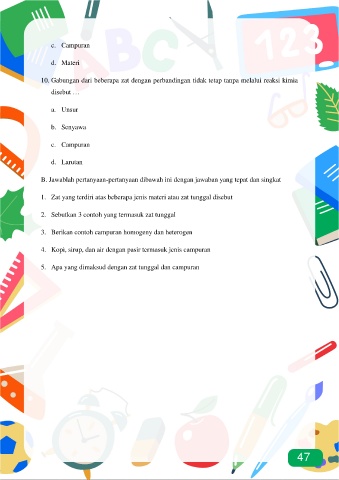 c. Campuran
d. Materi
10. Gabungan dari beberapa zat dengan perbandingan tidak tetap tanpa melalui reaksi kimia
disebut …
a. Unsur
b. Senyawa
c. Campuran
d. Larutan
B. Jawablah pertanyaan-pertanyaan dibawah ini dengan jawaban yang tepat dan singkat
1. Zat yang terdiri atas beberapa jenis materi atau zat tunggal disebut
2. Sebutkan 3 contoh yang termasuk zat tunggal
3. Berikan contoh campuran homogeny dan heterogen
4. Kopi, sirup, dan air dengan pasir termasuk jenis campuran
5. Apa yang dimaksud dengan zat tunggal dan campuran
ABC
123
47